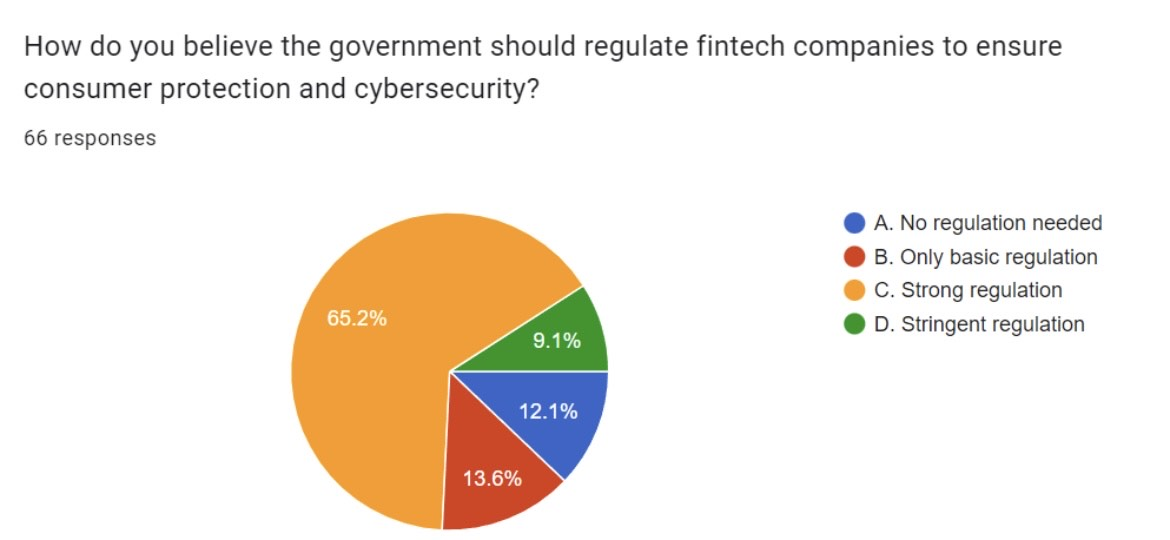 How do you believe the government should regulate fintech companies to ensure
consumer protection and cybersecurity?
66 responses
A. No regulation needed
B. Only basic regulation
C. Strong regulation
D. Stringent regulation
65.2%
9.1%
12.1%
13.6%